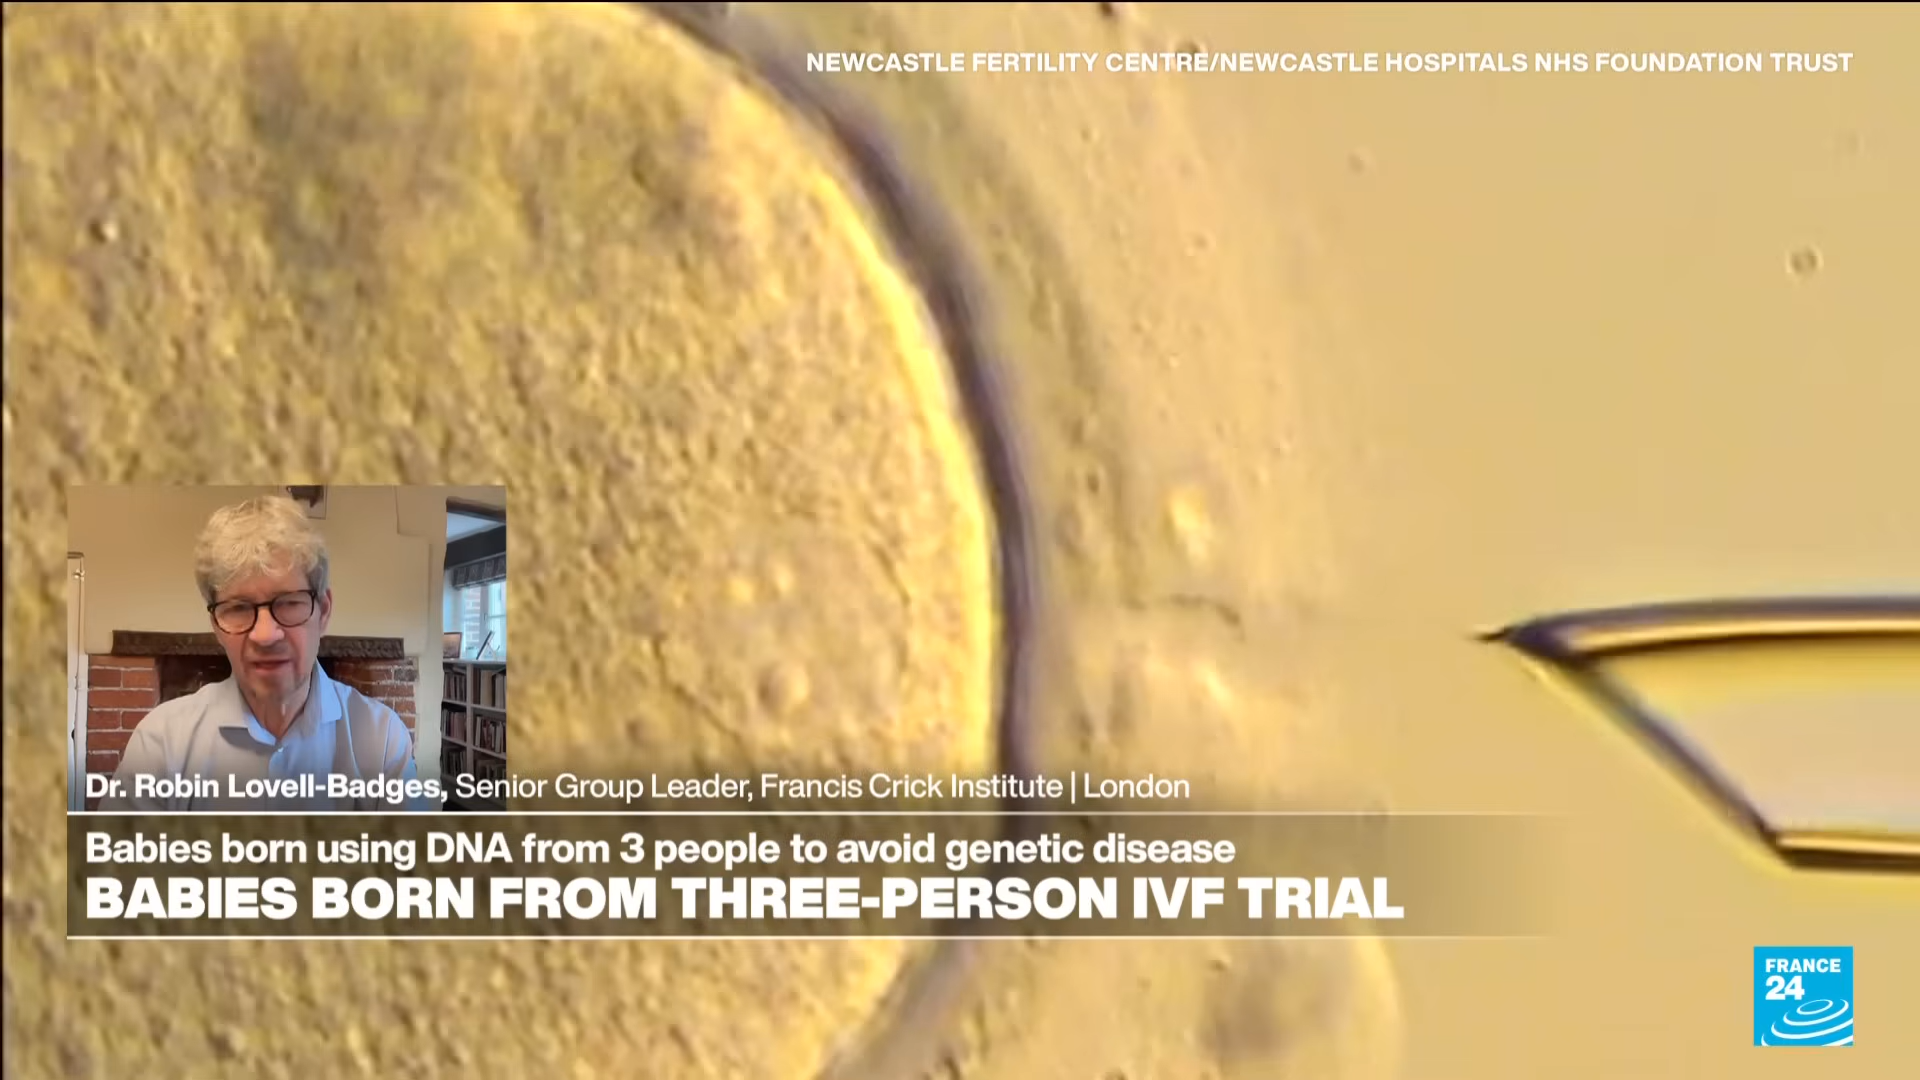 NEWCASTLE FERTILITY CENTRE/NEWCASTLE HOSPITALS NHS FOUNDATION TRUST
Dr. Robin Lovell-Badges, Senior Group Leader, Francis Crick Institute | London
Babies born using DNA from 3 people to avoid genetic disease
BABIES BORN FROM THREE-PERSON IVF TRIAL
FRANCE
24